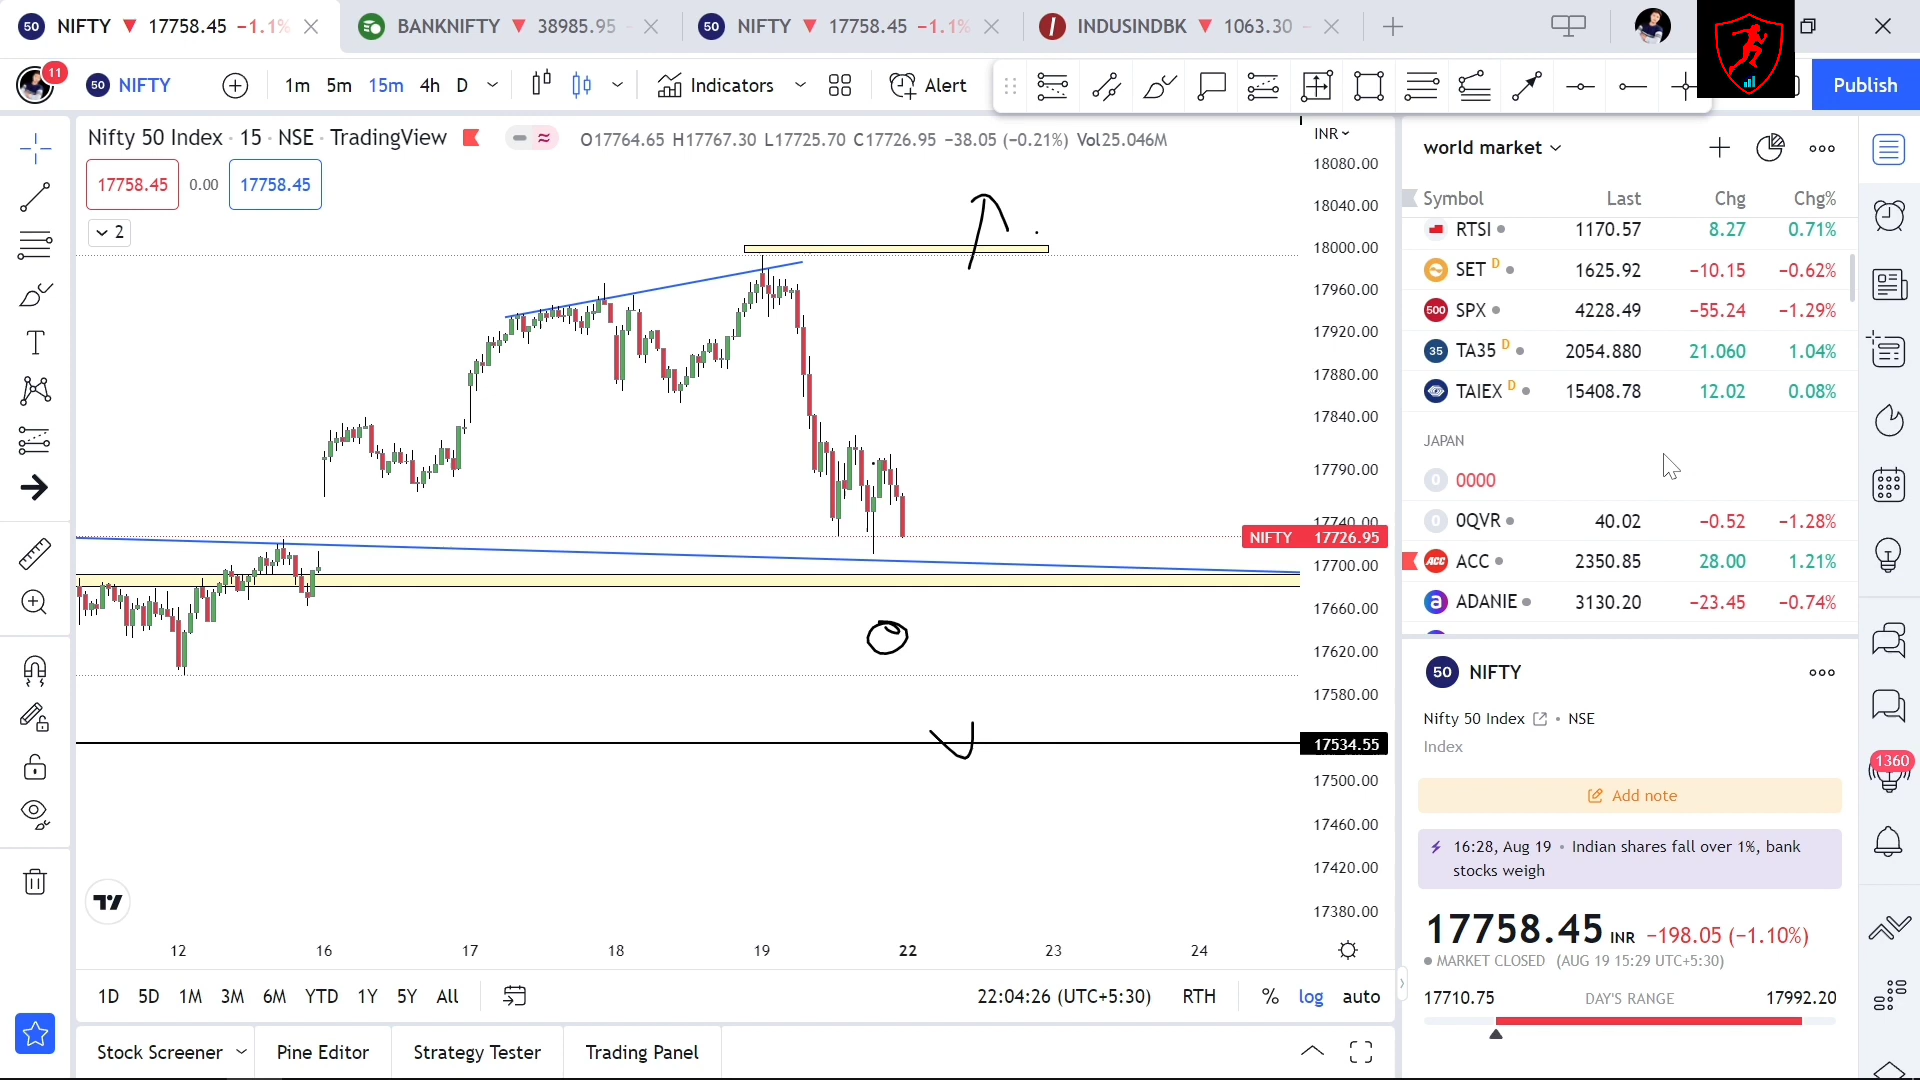 50 NIFTY ▼ 17758.45 −1.1%
BANKNIFTY ▼ 38985.95
50 NIFTY ▼ 17758.45 −1.1%
INDUSINDBK ▼ 1063.30 −
11
50 NIFTY
1m 5m 15m 4h D
Indicators
Alert
Publish
Nifty 50 Index · 15 · NSE · TradingView
O17764.65 H17767.30 L17725.70 C17726.95 −38.05 (−0.21%) Vol25.046M
17758.45 0.00 17758.45
2
INR
18080.00
18040.00
18000.00
17960.00
17920.00
17880.00
17840.00
17790.00
17740.00
NIFTY 17726.95
17700.00
17660.00
17620.00
17580.00
17534.55
17500.00
17460.00
17420.00
17380.00
12 16 17 18 19 22 23 24
1D 5D 1M 3M 6M YTD 1Y 5Y All
22:04:26 (UTC+5:30) RTH % log auto
Stock Screener Pine Editor Strategy Tester Trading Panel
world market
Symbol Last Chg Chg%
RTSI 1170.57 8.27 0.71%
SET D 1625.92 −10.15 −0.62%
500 SPX 4228.49 −55.24 −1.29%
35 TA35 D 2054.880 21.060 1.04%
TAIEX D 15408.78 12.02 0.08%
JAPAN
0 0000
0 0QVR 40.02 −0.52 −1.28%
ACC ACC 2350.85 28.00 1.21%
a ADANIE 3130.20 −23.45 −0.74%
50 NIFTY
Nifty 50 Index • NSE
Index
Add note
16:28, Aug 19 • Indian shares fall over 1%, bank
stocks weigh
17758.45 INR −198.05 (−1.10%)
MARKET CLOSED (AUG 19 15:29 UTC+5:30)
17710.75 DAY'S RANGE 17992.20
1360